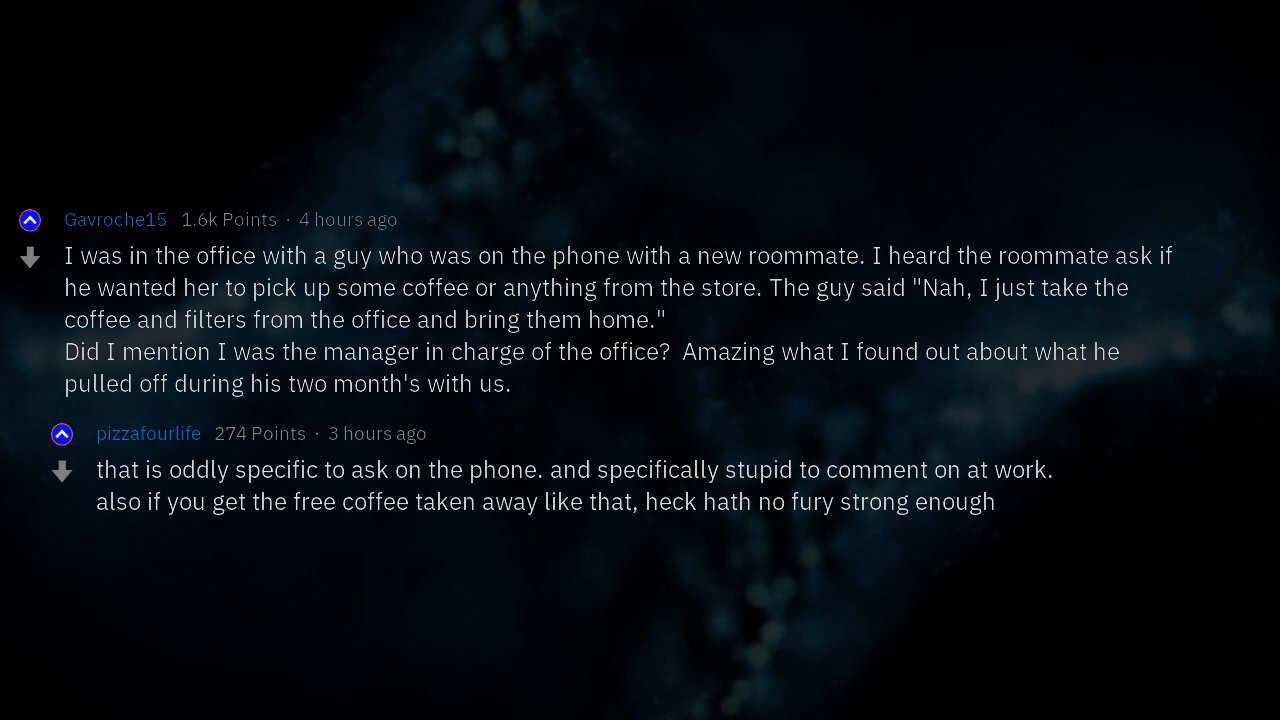 Gavroche15 1.6k Points · 4 hours ago
I was in the office with a guy who was on the phone with a new roommate. I heard the roommate ask if
he wanted her to pick up some coffee or anything from the store. The guy said "Nah, I just take the
coffee and filters from the office and bring them home."
Did I mention I was the manager in charge of the office?  Amazing what I found out about what he
pulled off during his two month's with us.
pizzafourlife 274 Points · 3 hours ago
that is oddly specific to ask on the phone. and specifically stupid to comment on at work.
also if you get the free coffee taken away like that, heck hath no fury strong enough